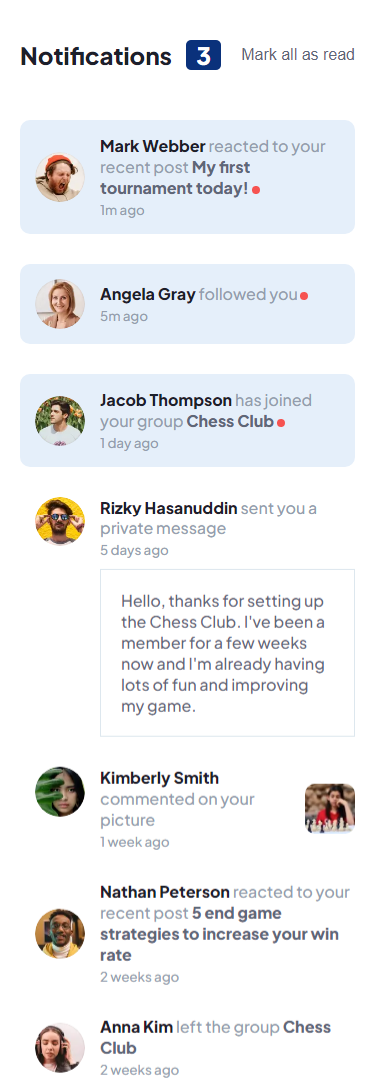 Notifications 3 Mark all as read
Mark Webber reacted to your
recent post My first
tournament today!
1m ago
Angela Gray followed you
5m ago
Jacob Thompson has joined
your group Chess Club
1 day ago
Rizky Hasanuddin sent you a
private message
5 days ago
Hello, thanks for setting up
the Chess Club. I've been a
member for a few weeks
now and I'm already having
lots of fun and improving
my game.
Kimberly Smith
commented on your
picture
1 week ago
Nathan Peterson reacted to your
recent post 5 end game
strategies to increase your win
rate
2 weeks ago
Anna Kim left the group Chess
Club
2 weeks ago